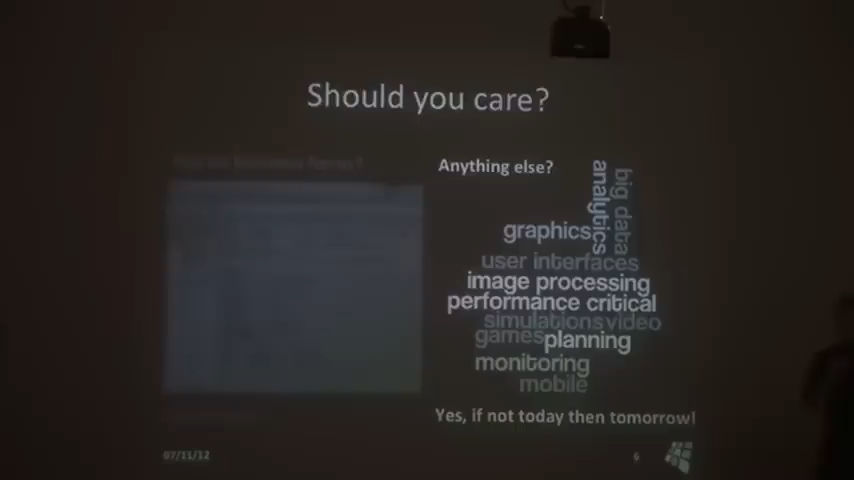 Should you care?
Anything else?
big data
analytics
graphics
user interfaces
image processing
performance critical
simulations video
games planning
monitoring
mobile
Yes, if not today then tomorrow!
07/11/12
6